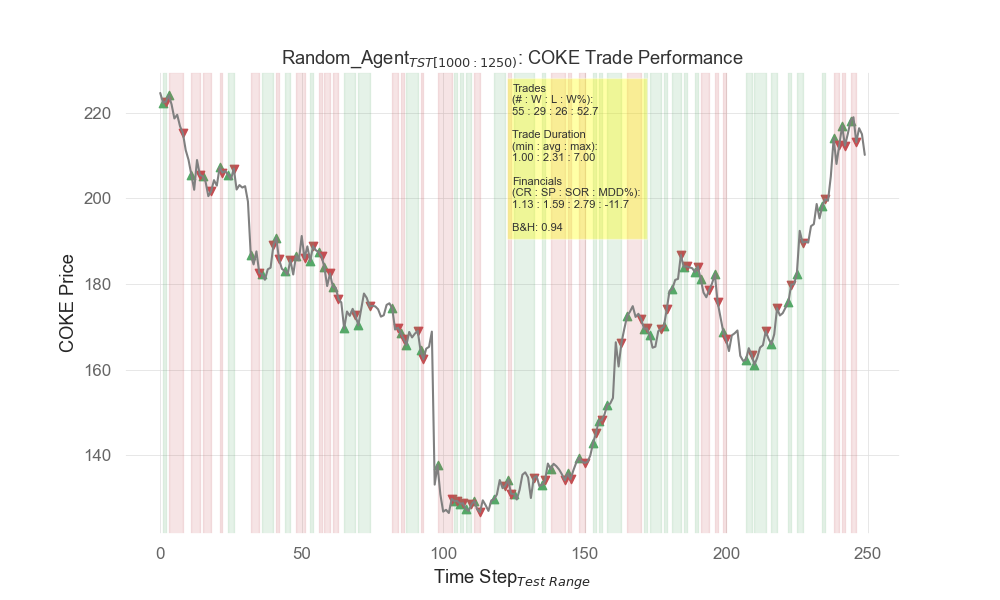 Random_Agent TST[1000:1250): COKE Trade Performance
Trades
(# : W : L : W%):
55 : 29 : 26 : 52.7
Trade Duration
(min : avg : max):
1.00 : 2.31 : 7.00
Financials
(CR : SP : SOR : MDD%):
1.13 : 1.59 : 2.79 : -11.7
B&H: 0.94
COKE Price
220
200
180
160
140
0 50 100 150 200 250
Time Step Test Range